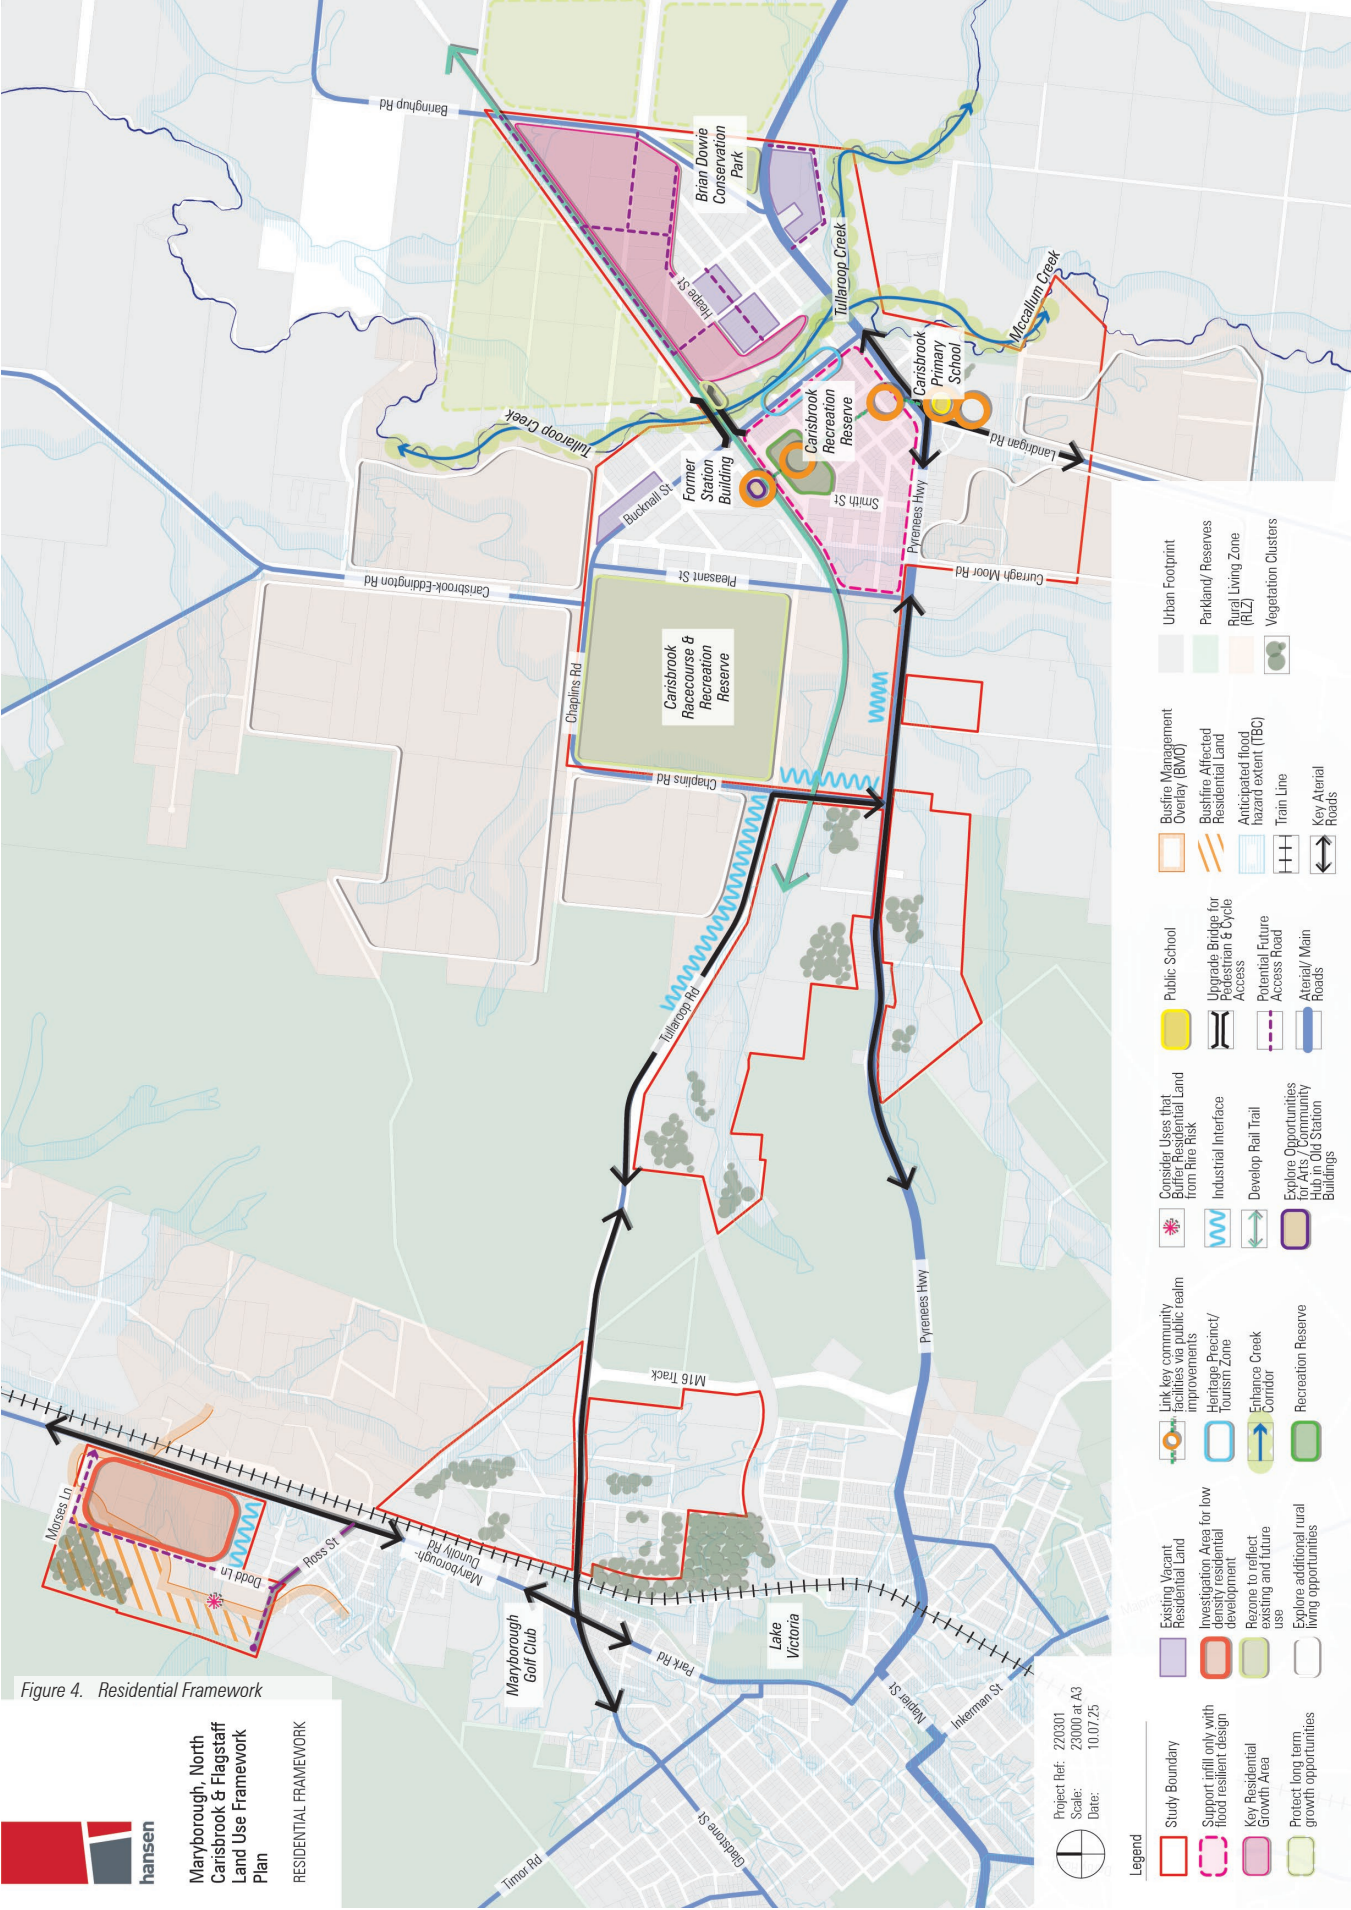 Figure 4. Residential Framework
hansen
Maryborough, North
Carisbrook & Flagstaff
Land Use Framework
Plan
RESIDENTIAL FRAMEWORK
Baringhup Rd
Brian Dowie
Conservation
Park
Heape St
Tullaroop Creek
Mccallum Creek
Tullaroop Creek
Carisbrook
Primary
School
Carisbrook
Recreation
Reserve
Former
Station
Building
Landrigan Rd
Smith St
Bucknall St
Pyrenees Hwy
Pleasant St
Curragh Moor Rd
Carisbrook-Eddington Rd
Carisbrook
Racecourse &
Recreation
Reserve
Chaplins Rd
Chaplins Rd
Tullaroop Rd
Pyrenees Hwy
M16 Track
Morses Ln
Dodd Ln
Ross St
Maryborough-
Dunolly Rd
Maryborough
Golf Club
Lake
Victoria
Park Rd
Napier St
Inkerman St
Gladstone St
Timor Rd
Project Ref: 220301
Scale: 23000 at A3
Date: 10.07.25
Legend
Study Boundary
Support infill only with
flood resilient design
Key Residential
Growth Area
Protect long term
growth opportunities
Existing Vacant
Residential Land
Investigation Area for low
density residential
development
Rezone to reflect
existing and future
use
Explore additional rural
living opportunities
Link key community
facilities via public realm
improvements
Heritage Precinct/
Tourism Zone
Enhance Creek
Corridor
Recreation Reserve
Consider Uses that
Buffer Residential Land
from Rire Risk
Industrial Interface
Develop Rail Trail
Explore Opportunities
for Arts / Community
Hub in Old Station
Buildings
Public School
Upgrade Bridge for
Pedestrian & Cycle
Access
Potential Future
Access Road
Aterial/ Main
Roads
Busfire Management
Overlay (BMO)
Bushfire Affected
Residential Land
Anticipated flood
hazard extent (TBC)
Train Line
Key Aterial
Roads
Urban Footprint
Parkland/ Reserves
Rural Living Zone
(RLZ)
Vegetation Clusters